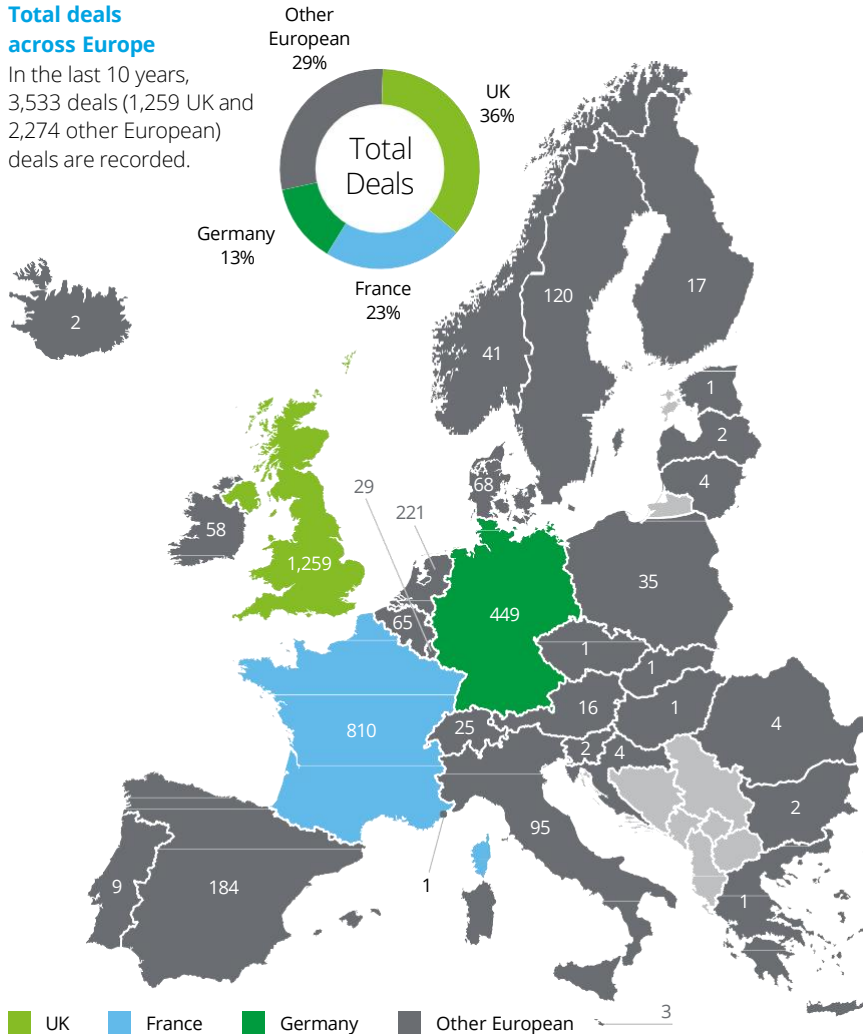 Total deals
across Europe
In the last 10 years,
3,533 deals (1,259 UK and
2,274 other European)
deals are recorded.
Other
European
29%
UK
36%
Total
Deals
Germany
13%
France
23%
2
120
17
41
1
2
4
68
29
221
58
1,259
35
65
449
1
1
16
1
25
2
4
4
810
2
95
1
9
184
1
3
UK
France
Germany
Other European